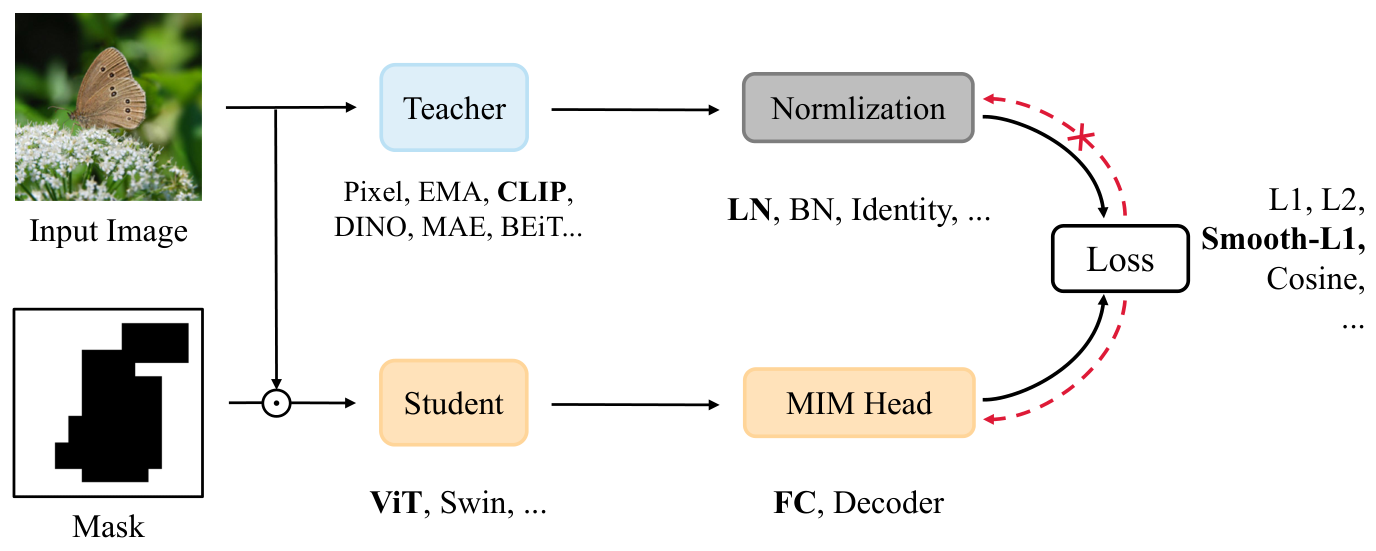 Teacher
Normlization
Pixel, EMA, CLIP,
DINO, MAE, BEiT...
LN, BN, Identity, ...
Input Image
L1, L2,
Smooth-L1,
Cosine,
...
Loss
Student
MIM Head
ViT, Swin, ...
FC, Decoder
Mask